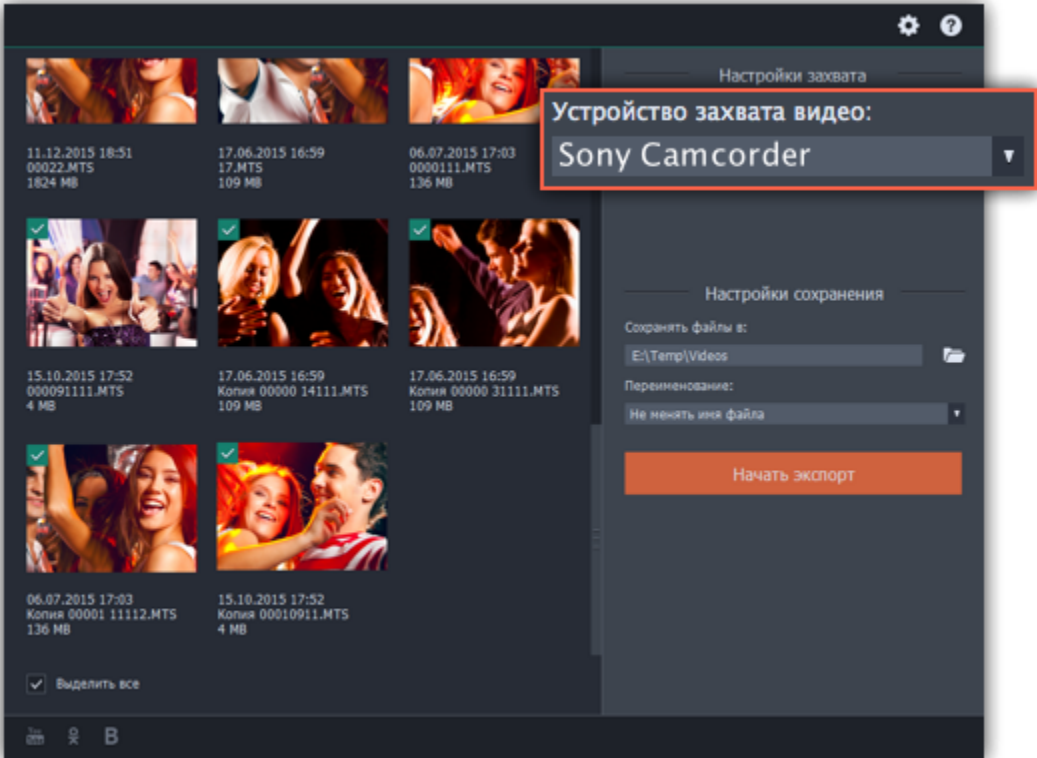 Настройки захвата
Устройство захвата видео:
Sony Camcorder
11.12.2015 18:51
00022.MTS
1824 MB
17.06.2015 16:59
17.MTS
109 MB
06.07.2017 17:03
0000111.MTS
136 MB
15.10.2015 17:52
000091111.MTS
4 MB
17.06.2015 16:59
Копия 00000 14111.MTS
109 MB
17.06.2015 16:59
Копия 00000 31111.MTS
109 MB
06.07.2015 17:03
Копия 00001 11112.MTS
136 MB
15.10.2015 17:52
Копия 00010911.MTS
4 MB
Выделить все
Настройки сохранения
Сохранять файлы в:
E:\Temp\Videos
Переименование:
Не менять имя файла
Начать экспорт